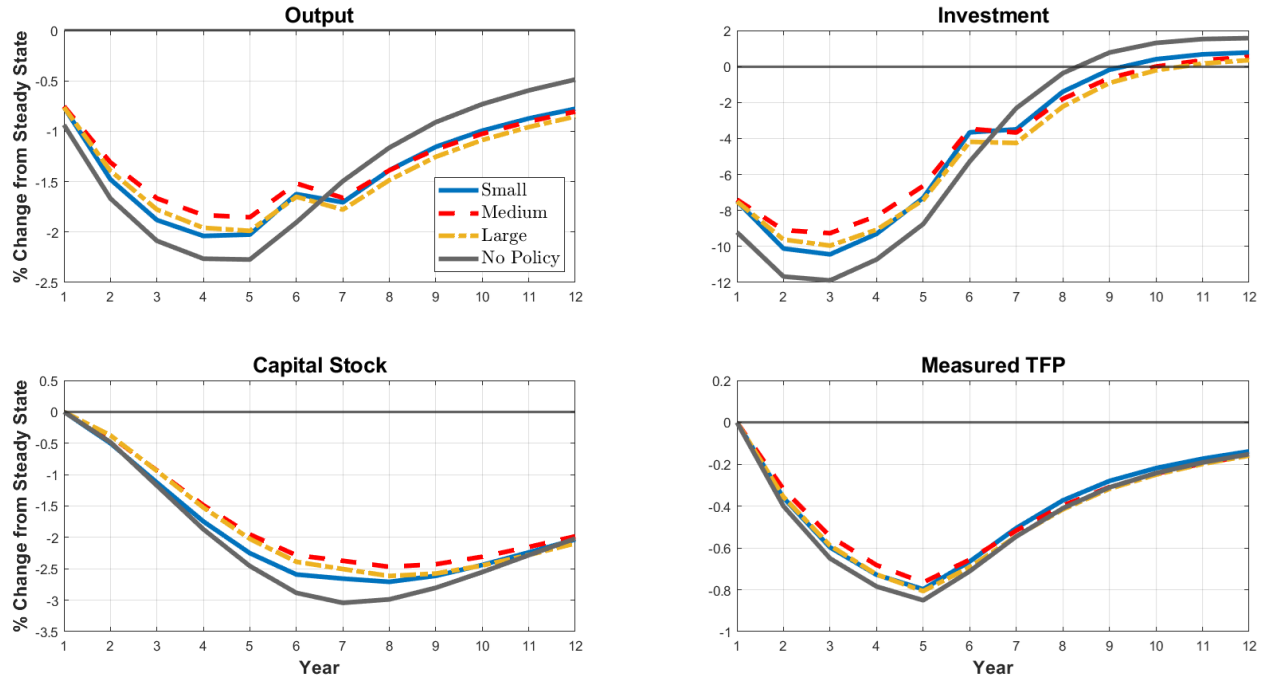 Output
% Change from Steady State
0
-0.5
-1
-1.5
-2
-2.5
1 2 3 4 5 6 7 8 9 10 11 12
Small
Medium
Large
No Policy
Investment
2
0
-2
-4
-6
-8
-10
-12
1 2 3 4 5 6 7 8 9 10 11 12
Capital Stock
% Change from Steady State
0.5
0
-0.5
-1
-1.5
-2
-2.5
-3
-3.5
1 2 3 4 5 6 7 8 9 10 11 12
Year
Measured TFP
0.2
0
-0.2
-0.4
-0.6
-0.8
-1
1 2 3 4 5 6 7 8 9 10 11 12
Year